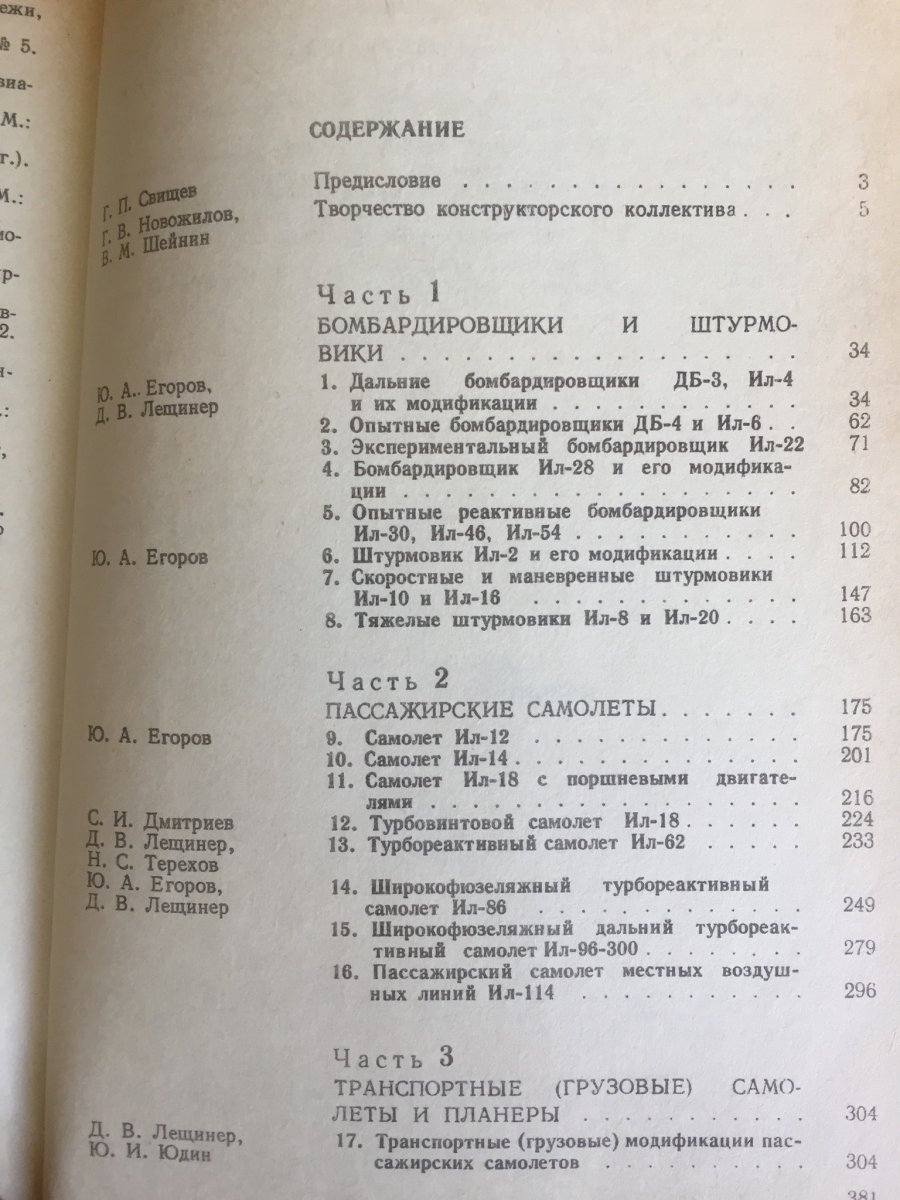 ежи,
№ 5.
виа-
М.:
г.).
М.:
ио-
ур-
в-
2.
н-
.:
,
СОДЕРЖАНИЕ
Г. П. Свищев
Предисловие . . . . . . . . . . . . . . . . 3
Г. В. Новожилов,
В. М. Шейнин
Творчество конструкторского коллектива . . . 5
Часть 1
БОМБАРДИРОВЩИКИ И ШТУРМО-
ВИКИ . . . . . . . . . . . . . . . . . . 34
Ю. А. Егоров,
Д. В. Лещинер
1. Дальние бомбардировщики ДБ-3, Ил-4
и их модификации . . . . . . . . . . . . 34
2. Опытные бомбардировщики ДБ-4 и Ил-6 . . 62
3. Экспериментальный бомбардировщик Ил-22 71
4. Бомбардировщик Ил-28 и его модифика-
ции . . . . . . . . . . . . . . . . . . . 82
5. Опытные реактивные бомбардировщики
Ил-30, Ил-46, Ил-54 . . . . . . . . . . . 100
Ю. А. Егоров
6. Штурмовик Ил-2 и его модификации . . . . 112
7. Скоростные и маневренные штурмовики
Ил-10 и Ил-16 . . . . . . . . . . . . . 147
8. Тяжелые штурмовики Ил-8 и Ил-20 . . . . 163
Часть 2
ПАССАЖИРСКИЕ САМОЛЕТЫ . . . . . . . 175
Ю. А. Егоров
9. Самолет Ил-12 . . . . . . . . . . . . . 175
10. Самолет Ил-14 . . . . . . . . . . . . . . 201
11. Самолет Ил-18 с поршневыми двигате-
лями . . . . . . . . . . . . . . . . . . 216
С. И. Дмитриев
12. Турбовинтовой самолет Ил-18 . . . . . . 224
Д. В. Лещинер,
Н. С. Терехов
13. Турбореактивный самолет Ил-62 . . . . . 233
Ю. А. Егоров,
Д. В. Лещинер
14. Широкофюзеляжный турбореактивный
самолет Ил-86 . . . . . . . . . . . . . 249
15. Широкофюзеляжный дальний турбореак-
тивный самолет Ил-96-300 . . . . . . . . 279
16. Пассажирский самолет местных воздуш-
ных линий Ил-114 . . . . . . . . . . . 296
Часть 3
ТРАНСПОРТНЫЕ (ГРУЗОВЫЕ) САМО-
ЛЕТЫ И ПЛАНЕРЫ . . . . . . . . . . . 304
Д. В. Лещинер,
Ю. И. Юдин
17. Транспортные (грузовые) модификации пас-
сажирских самолетов . . . . . . . . . . 304
381